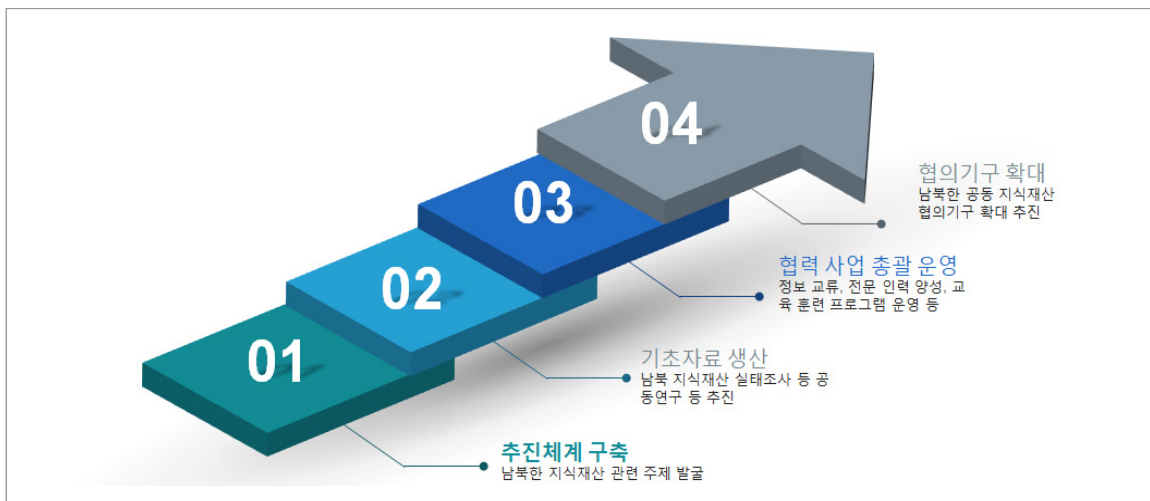 01
추진체계 구축
남북한 지식재산 관련 주제 발굴
02
기초자료 생산
남북 지식재산 실태조사 등 공
동연구 등 추진
03
협력 사업 총괄 운영
정보 교류, 전문 인력 양성, 교
육 훈련 프로그램 운영 등
04
협의기구 확대
남북한 공동 지식재산
협의기구 확대 추진